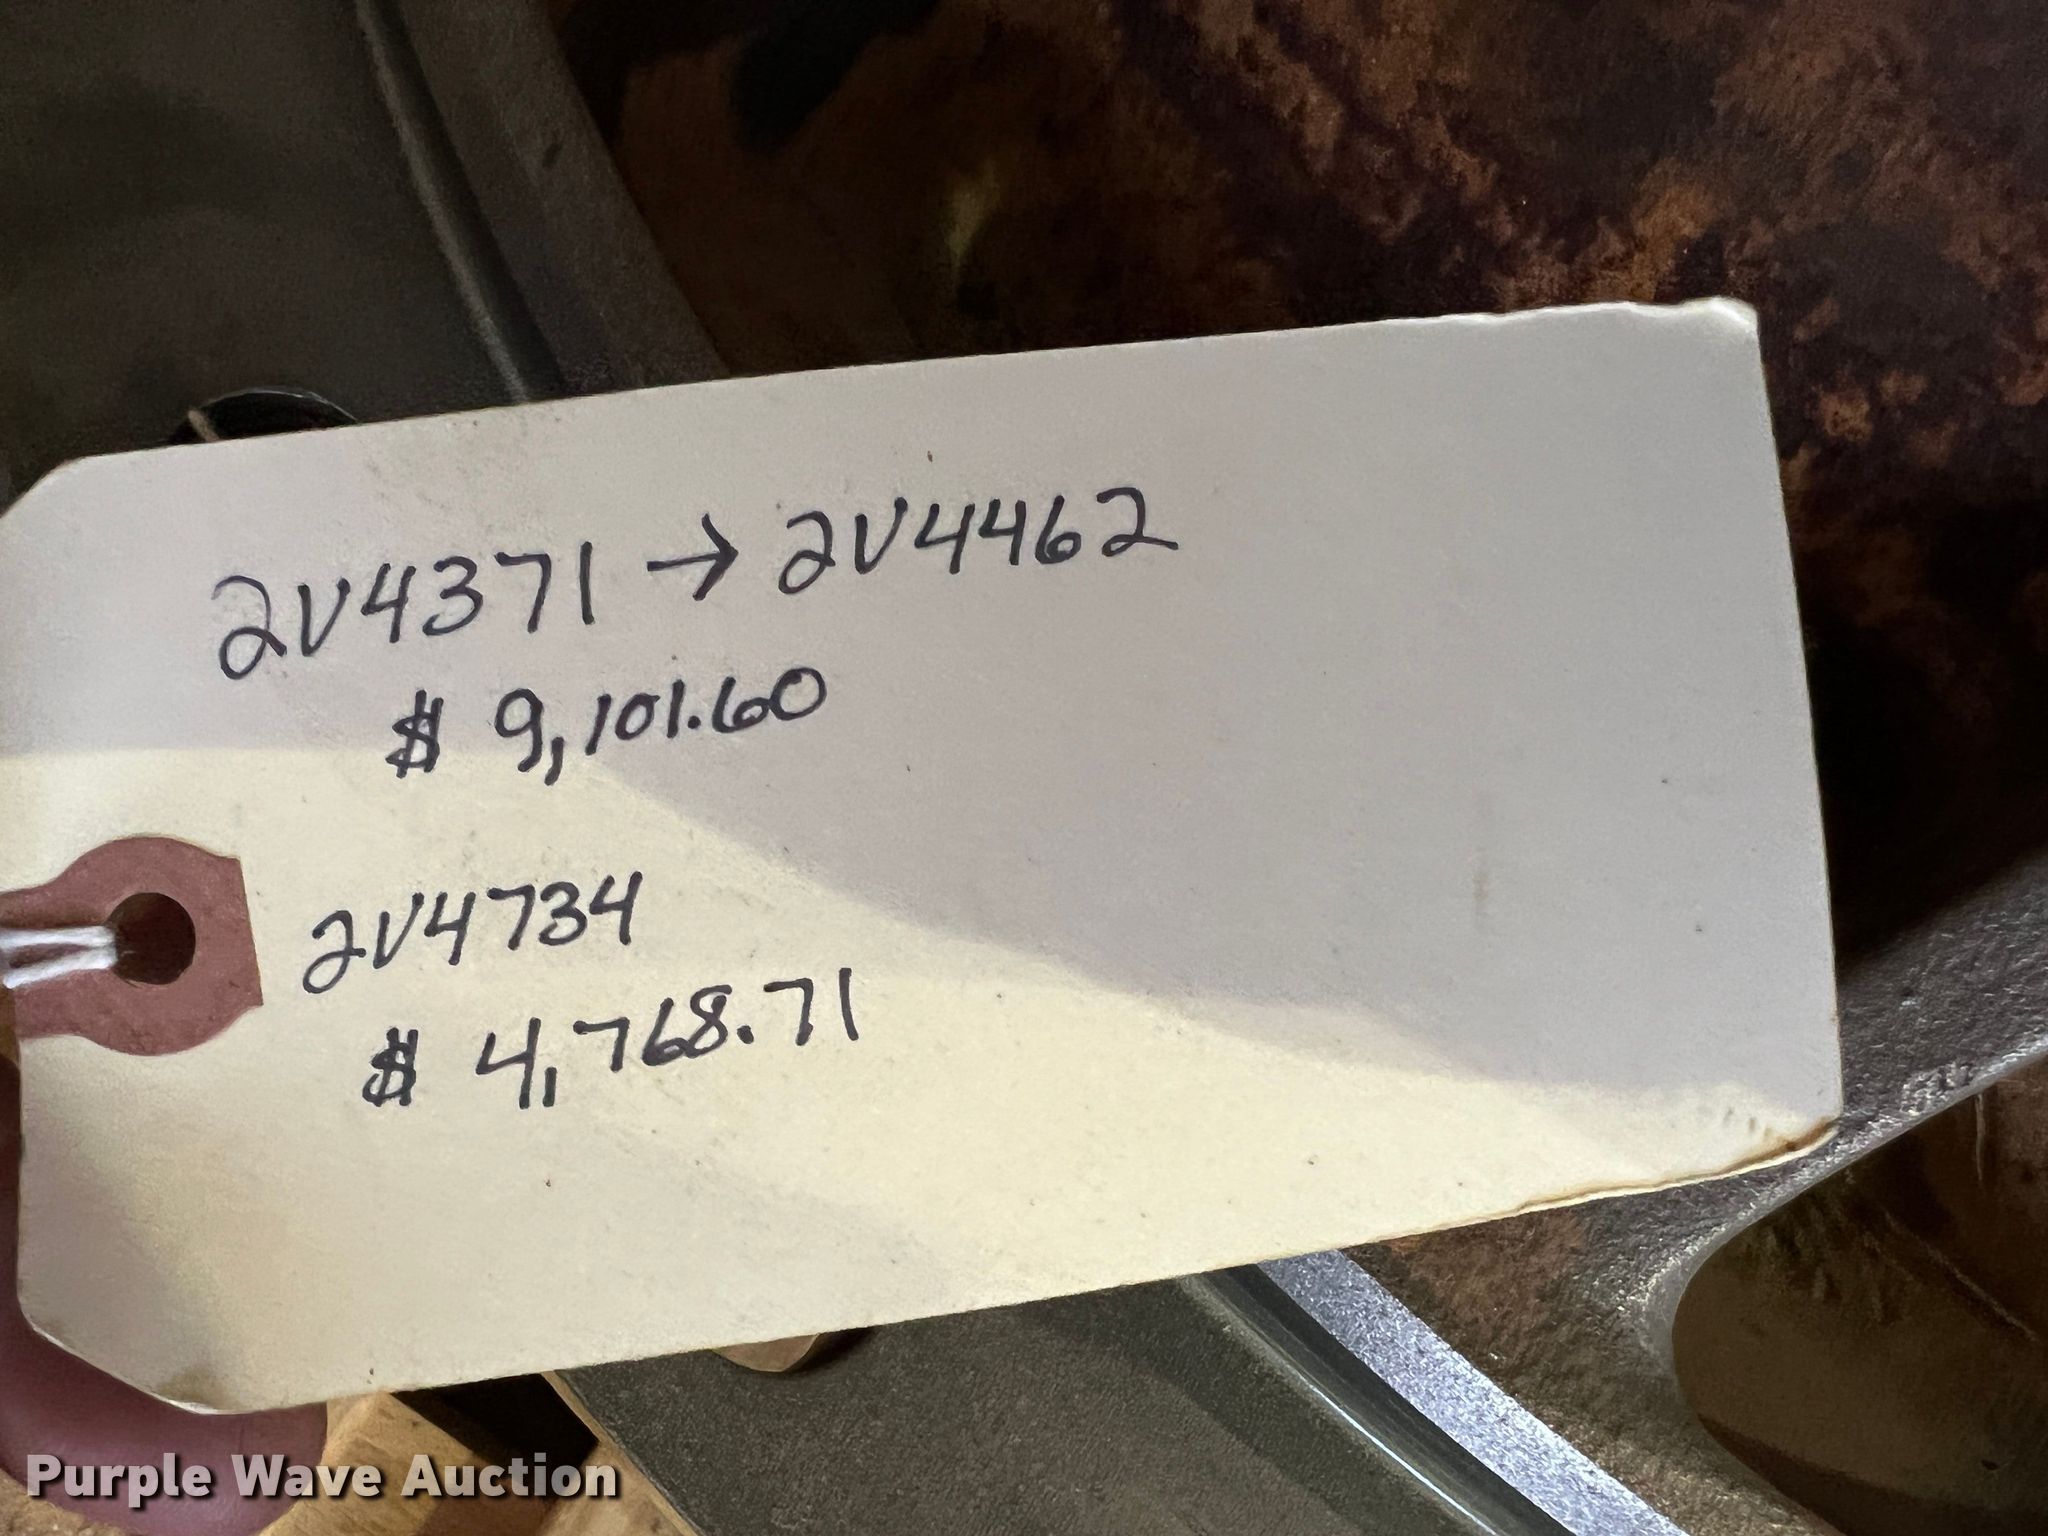 2V4371 → 2V4462
$ 9,101.60
2V4734
$ 4,768.71
Purple Wave Auction